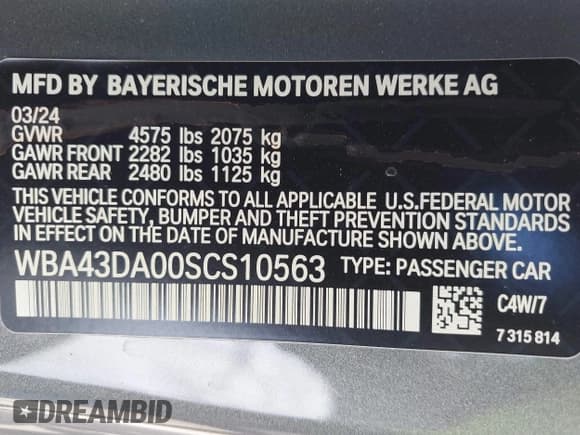 MFD BY BAYERISCHE MOTOREN WERKE AG
03/24
GVWR 4575 lbs 2075 kg
GAWR FRONT 2282 lbs 1035 kg
GAWR REAR 2480 lbs 1125 kg
THIS VEHICLE CONFORMS TO ALL APPLICABLE U.S.FEDERAL MOTOR
VEHICLE SAFETY, BUMPER AND THEFT PREVENTION STANDARDS
IN EFFECT ON THE DATE OF MANUFACTURE SHOWN ABOVE.
WBA43DA00SCS10563 TYPE: PASSENGER CAR
C4W/7
7 315 814
DREAMBID